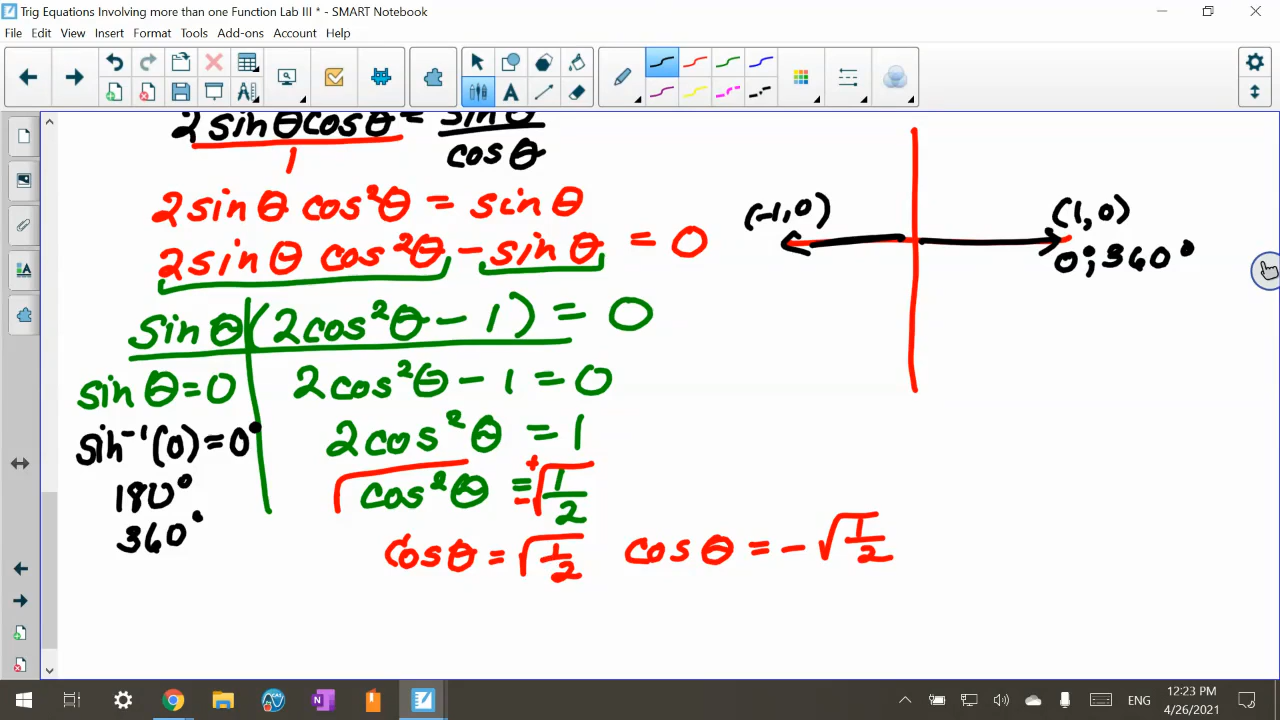 Trig Equations Involving more than one Function Lab III * - SMART Notebook
File Edit View Insert Format Tools Add-ons Account Help
2sinθcosθ = sinθ/cosθ
1
2sinθ cos²θ = sinθ
2sinθ cos²θ - sinθ = 0
sinθ(2cos²θ - 1) = 0
sinθ=0
2cos²θ - 1 = 0
sin⁻¹(0)=0°
2cos²θ = 1
180°
cos²θ = ±√1/2
360°
cosθ = √1/2 cosθ = -√1/2
(-1,0)
(1,0)
0°; 360°
ENG
12:23 PM
4/26/2021